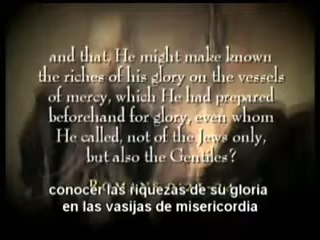 and that, He might make known
the riches of his glory on the vessels
of mercy, which He had prepared
beforehand for glory, even whom
He called, not of the Jews only,
but also the Gentiles?
conocer las riquezas de su gloria
en las vasijas de misericordia